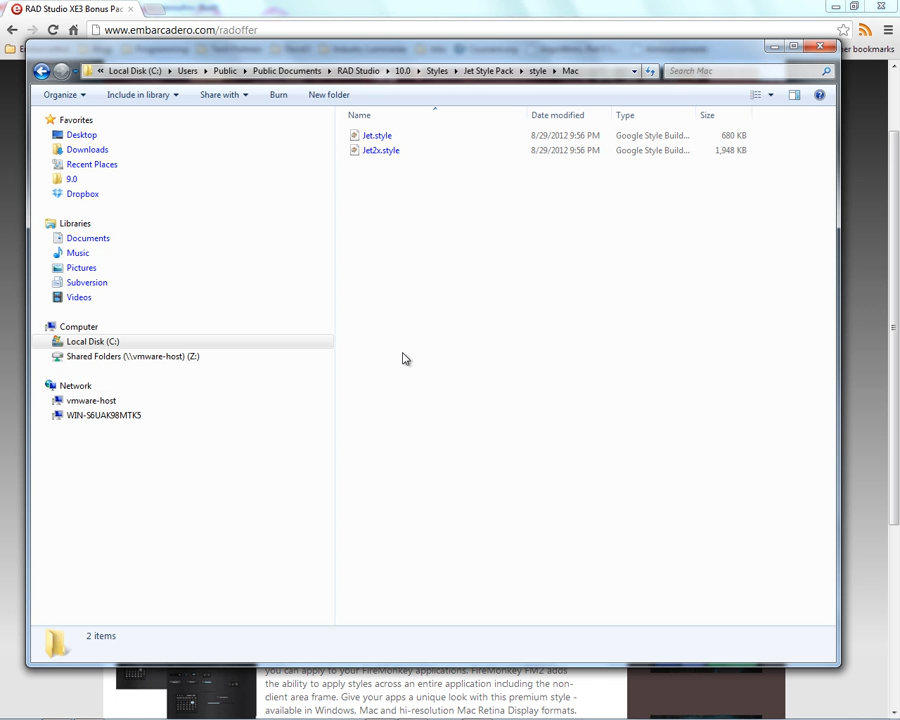 RAD Studio XE3 Bonus Pac ×
www.embarcadero.com/radoffer
her bookmarks
« Local Disk (C:) ▸ Users ▸ Public ▸ Public Documents ▸ RAD Studio ▸ 10.0 ▸ Styles ▸ Jet Style Pack ▸ style ▸ Mac
Search Mac
Organize Include in library Share with Burn New folder
Favorites
Desktop
Downloads
Recent Places
9.0
Dropbox
Libraries
Documents
Music
Pictures
Subversion
Videos
Computer
Local Disk (C:)
Shared Folders (\\vmware-host) (Z:)
Network
vmware-host
WIN-S6UAK98MTK5
Name Date modified Type Size
Jet.style 8/29/2012 9:56 PM Google Style Build... 680 KB
Jet2x.style 8/29/2012 9:56 PM Google Style Build... 1,948 KB
2 items
you can apply to your FireMonkey applications. FireMonkey FM2 adds
the ability to apply styles across an entire application including the non-
client area frame. Give your apps a unique look with this premium style -
available in Windows, Mac and hi-resolution Mac Retina Display formats.